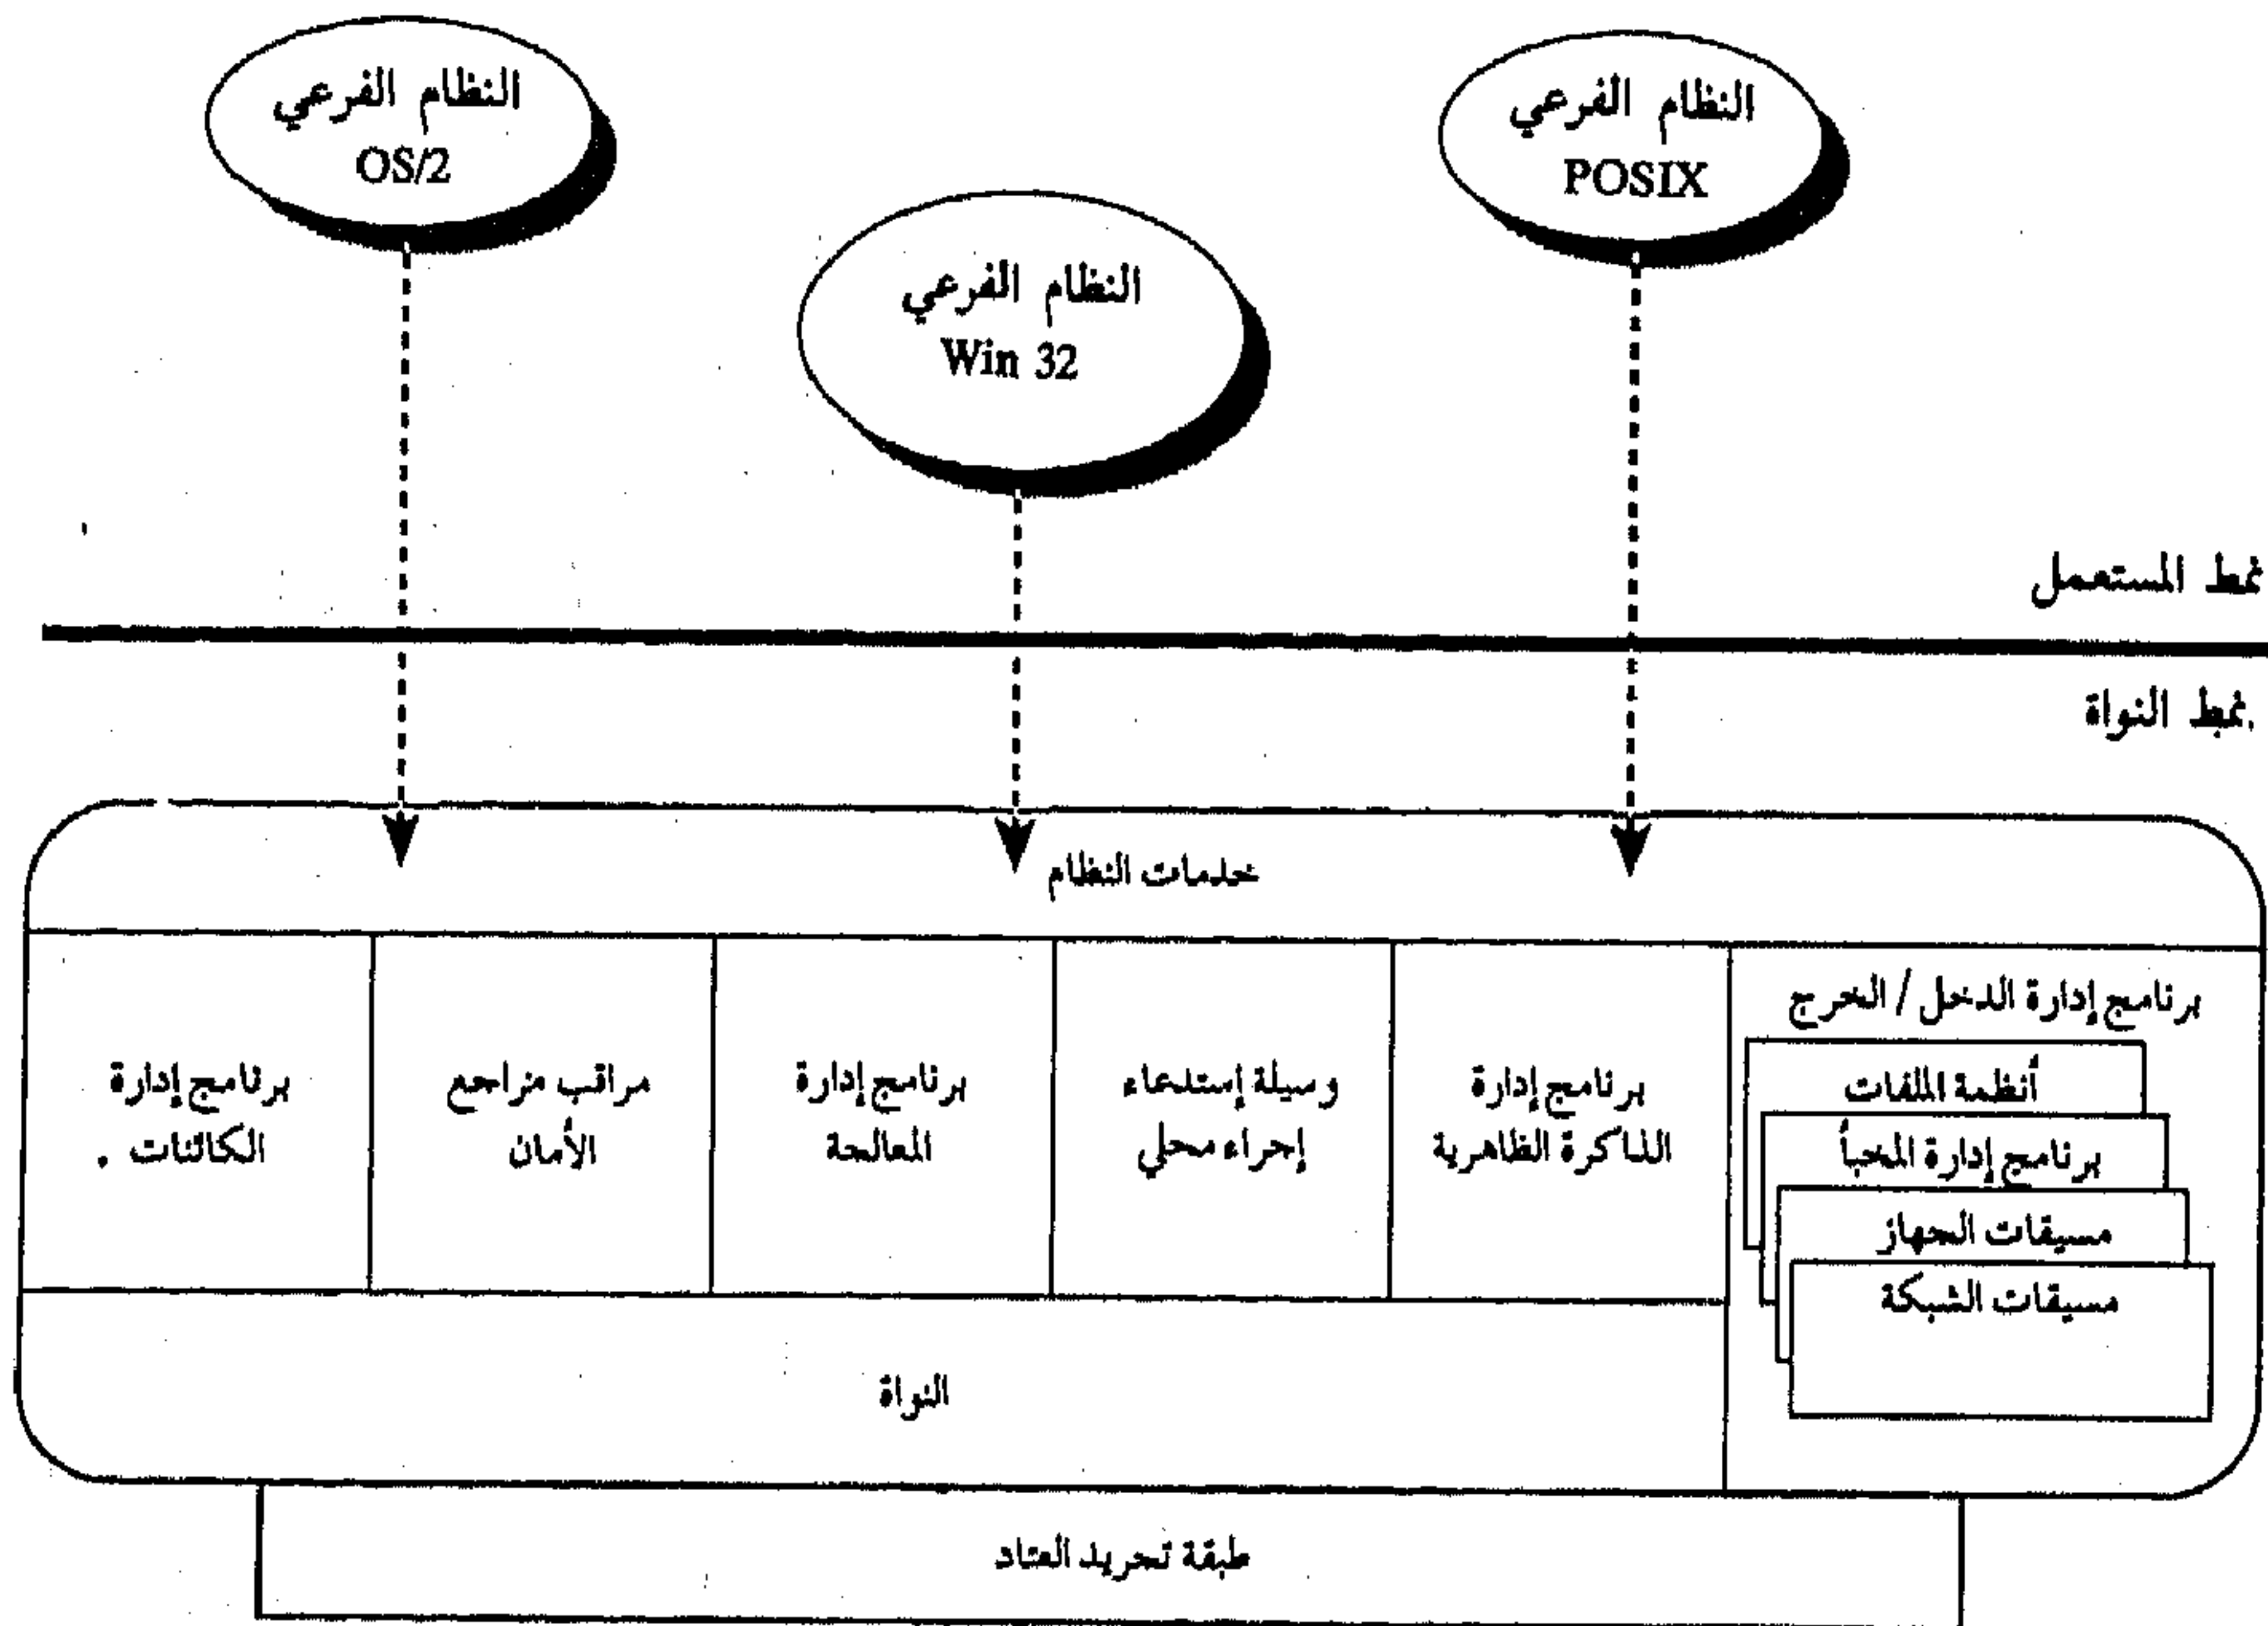 النظام الفرعي
OS/2
النظام الفرعي
POSIX
النظام الفرعي
Win 32
نمط المستعمل
نمط النواة
خدمات النظام
برنامج إدارة الدخل / الخرج
أنظمة الملفات
برنامج إدارة المخبأ
مسيقات الجهاز
مسيقات الشبكة
برنامج إدارة
الذاكرة الظاهرية
وسيلة إستدعاء
إجراء محلي
برنامج إدارة
المعالجة
مراقب مراجع
الأمان
برنامج إدارة
الكائنات
النواة
طبقة تجريد العتاد